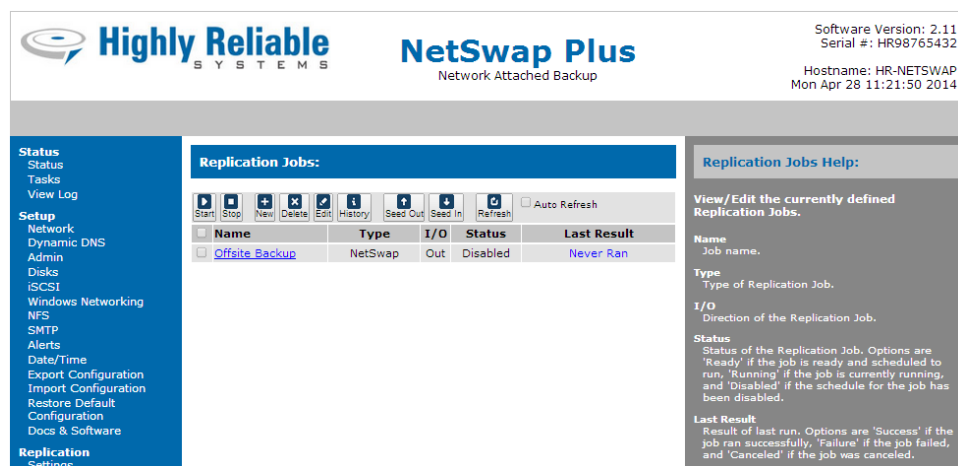 Highly Reliable
SYSTEMS
NetSwap Plus
Network Attached Backup
Software Version: 2.11
Serial #: HR98765432
Hostname: HR-NETSWAP
Mon Apr 28 11:21:50 2014
Status
Status
Tasks
View Log
Setup
Network
Dynamic DNS
Admin
Disks
iSCSI
Windows Networking
NFS
SMTP
Alerts
Date/Time
Export Configuration
Import Configuration
Restore Default
Configuration
Docs & Software
Replication
Settings
Replication Jobs:
Start Stop New Delete Edit History Seed Out Seed In Refresh Auto Refresh
Name Type I/O Status Last Result
Offsite Backup NetSwap Out Disabled Never Ran
Replication Jobs Help:
View/Edit the currently defined
Replication Jobs.
Name
Job name.
Type
Type of Replication Job.
I/O
Direction of the Replication Job.
Status
Status of the Replication Job. Options are
'Ready' if the job is ready and scheduled to
run, 'Running' if the job is currently running,
and 'Disabled' if the schedule for the job has
been disabled.
Last Result
Result of last run. Options are 'Success' if the
job ran successfully, 'Failure' if the job failed,
and 'Canceled' if the job was canceled.